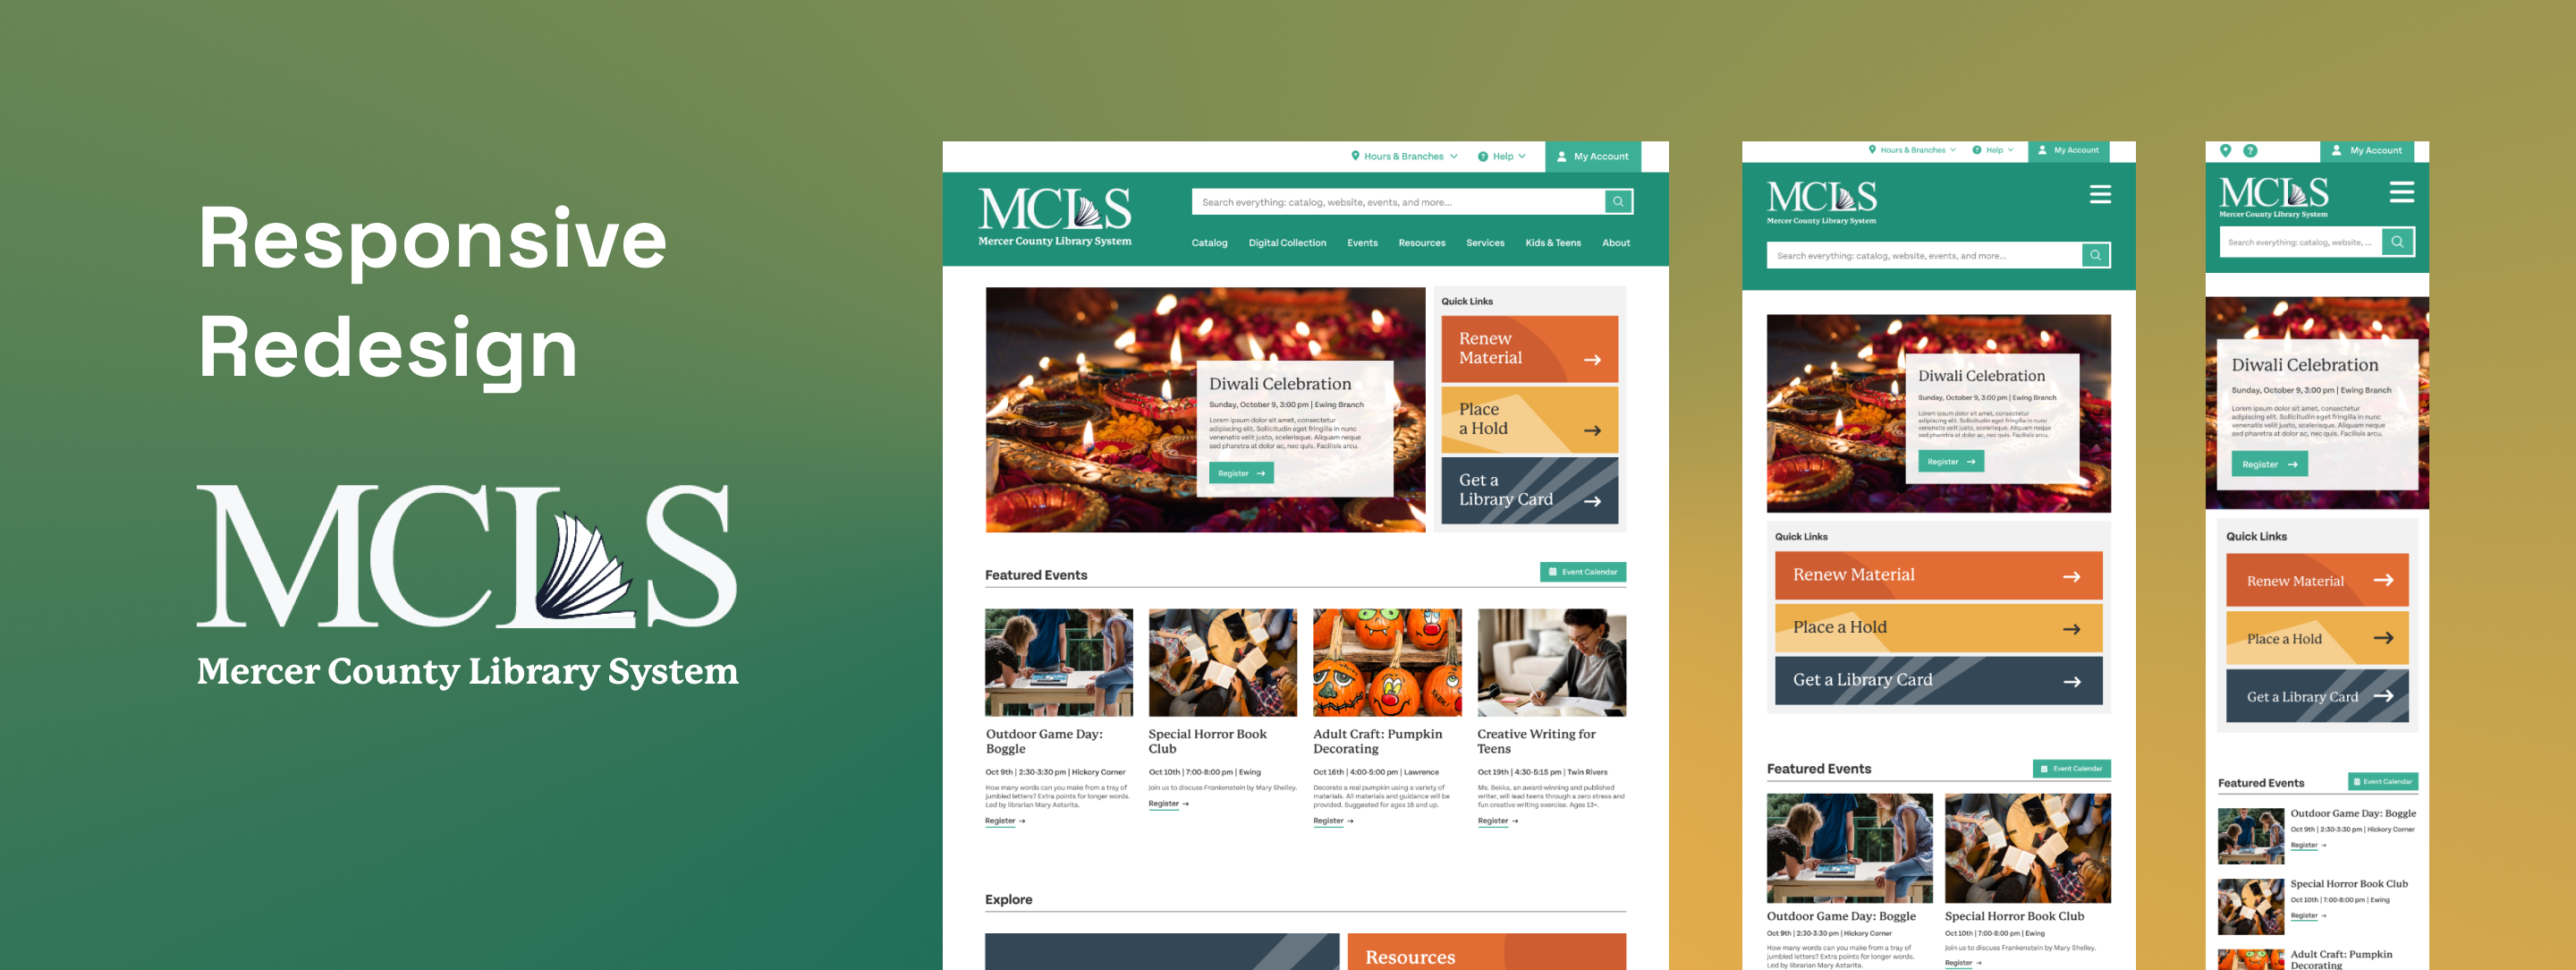 Responsive
Redesign
MCLS
Mercer County Library System
Hours & Branches
Help
My Account
MCLS
Mercer County Library System
Search everything: catalog, website, events, and more...
Catalog Digital Collection Events Resources Services Kids & Teens About
Diwali Celebration
Sunday, October 9, 3:00 pm | Ewing Branch
Lorem ipsum dolor sit amet, consectetur
adipiscing elit. Sollicitudin eget fringilla in nunc
venenatis velit justo, scelerisque. Aliquam neque
sed pharetra at dolor ac, nec quis. Facilisis arcu.
Register →
Quick Links
Renew
Material →
Place
a Hold →
Get a
Library Card →
Featured Events
Event Calendar
Outdoor Game Day:
Boggle
Oct 9th | 2:30-3:30 pm | Hickory Corner
How many words can you make from a tray of
jumbled letters? Extra points for longer words.
Led by librarian Mary Astarita.
Register →
Special Horror Book
Club
Oct 10th | 7:00-8:00 pm | Ewing
Join us to discuss Frankenstein by Mary Shelley.
Register →
Adult Craft: Pumpkin
Decorating
Oct 16th | 4:00-5:00 pm | Lawrence
Decorate a real pumpkin using a variety of
materials. All materials and guidance will be
provided. Suggested for ages 16 and up.
Register →
Creative Writing for
Teens
Oct 19th | 4:30-5:15 pm | Twin Rivers
Ms. Bekka, an award-winning and published
writer, will lead teens through a zero stress and
fun creative writing exercise. Ages 13+.
Register →
Explore
Resources
Hours & Branches
Help
My Account
MCLS
Mercer County Library System
Search everything: catalog, website, events, and more...
Diwali Celebration
Sunday, October 9, 3:00 pm | Ewing Branch
Lorem ipsum dolor sit amet, consectetur
adipiscing elit. Sollicitudin eget fringilla in nunc
venenatis velit justo, scelerisque. Aliquam neque
sed pharetra at dolor ac, nec quis. Facilisis arcu.
Register →
Quick Links
Renew Material →
Place a Hold →
Get a Library Card →
Featured Events
Event Calendar
Outdoor Game Day: Boggle
Oct 9th | 2:30-3:30 pm | Hickory Corner
How many words can you make from a tray of
jumbled letters? Extra points for longer words.
Led by librarian Mary Astarita.
Special Horror Book Club
Oct 10th | 7:00-8:00 pm | Ewing
Join us to discuss Frankenstein by Mary Shelley.
Register →
My Account
MCLS
Mercer County Library System
Search everything: catalog, website, ...
Diwali Celebration
Sunday, October 9, 3:00 pm | Ewing Branch
Lorem ipsum dolor sit amet, consectetur
adipiscing elit. Sollicitudin eget fringilla in nunc
venenatis velit justo, scelerisque. Aliquam neque
sed pharetra at dolor ac, nec quis. Facilisis arcu.
Register →
Quick Links
Renew Material →
Place a Hold →
Get a Library Card →
Featured Events
Event Calendar
Outdoor Game Day: Boggle
Oct 9th | 2:30-3:30 pm | Hickory Corner
Register →
Special Horror Book Club
Oct 10th | 7:00-8:00 pm | Ewing
Register →
Adult Craft: Pumpkin
Decorating